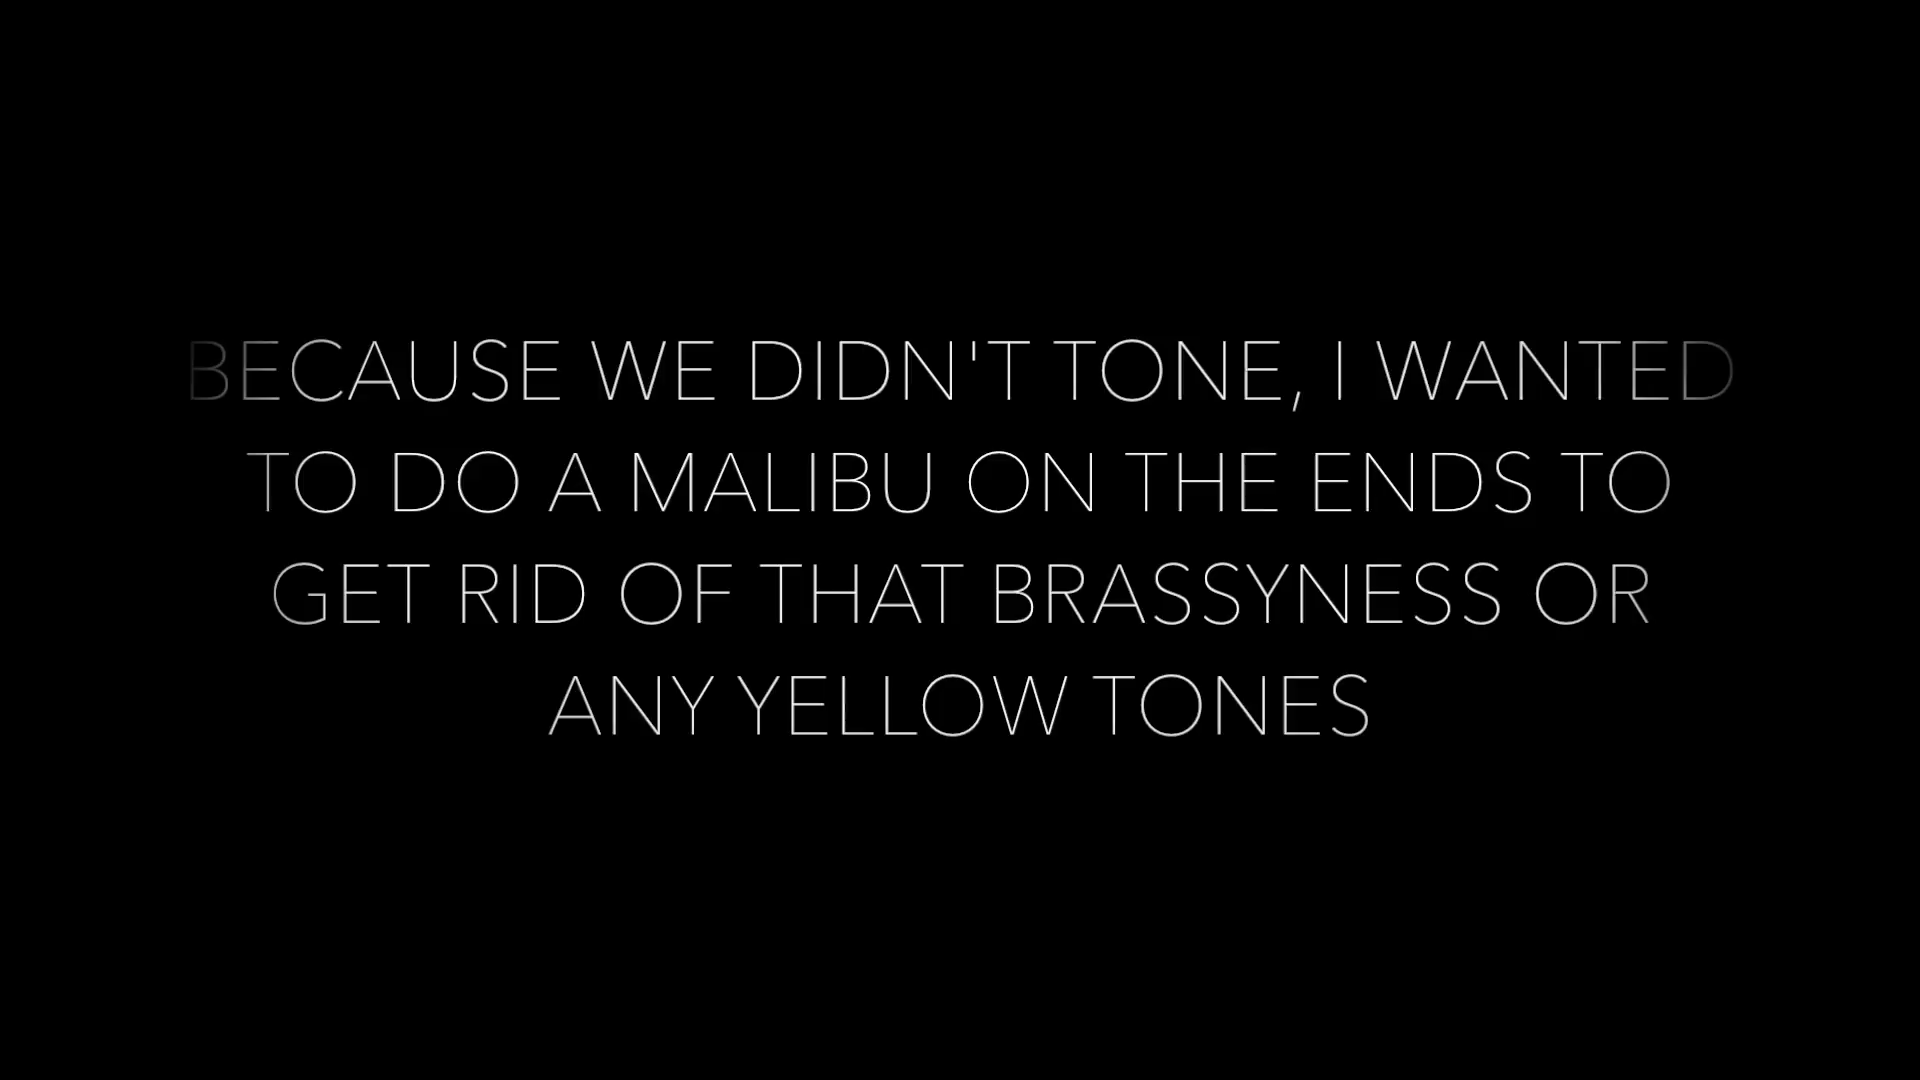 BECAUSE WE DIDN'T TONE, I WANTED
TO DO A MALIBU ON THE ENDS TO
GET RID OF THAT BRASSYNESS OR
ANY YELLOW TONES